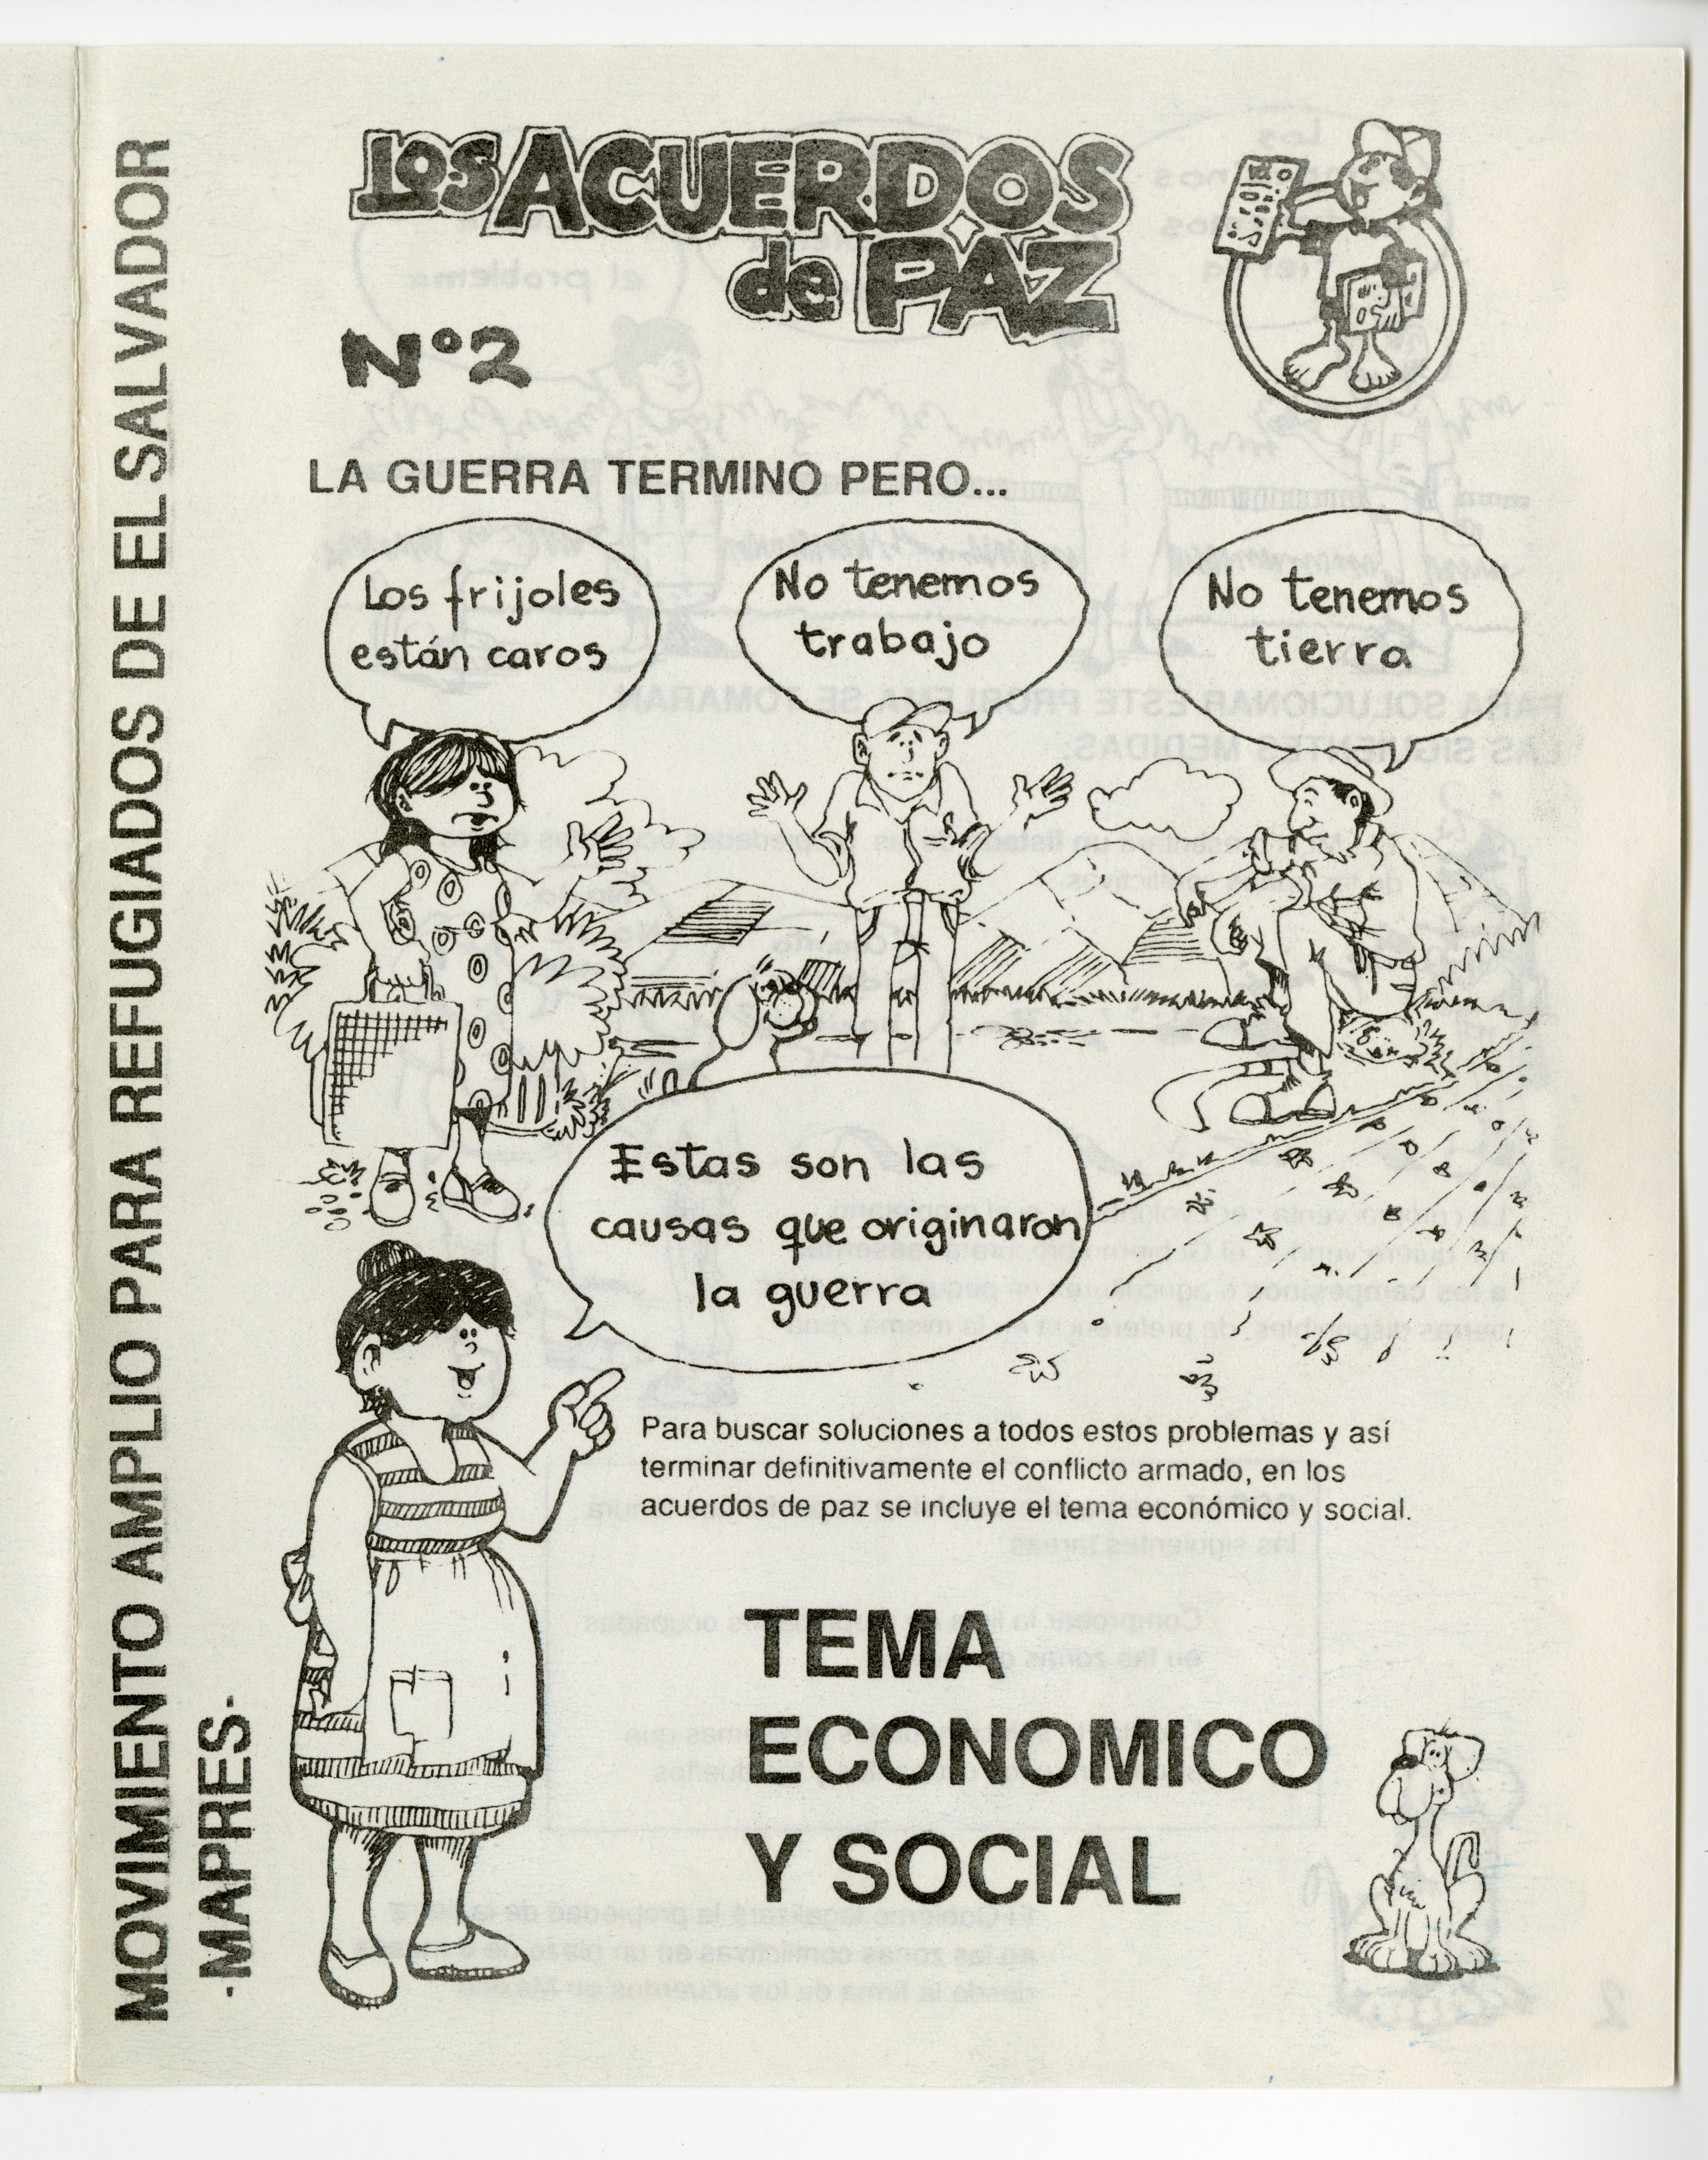 MOVIMIENTO AMPLIO PARA REFUGIADOS DE EL SALVADOR
-MAPRES-
LOS ACUERDOS
de PAZ
Nº2
LA GUERRA TERMINO PERO...
Los frijoles
están caros
No tenemos
trabajo
No tenemos
tierra
Estas son las
causas que originaron
la guerra
Para buscar soluciones a todos estos problemas y así
terminar definitivamente el conflicto armado, en los
acuerdos de paz se incluye el tema económico y social.
TEMA
ECONOMICO
Y SOCIAL